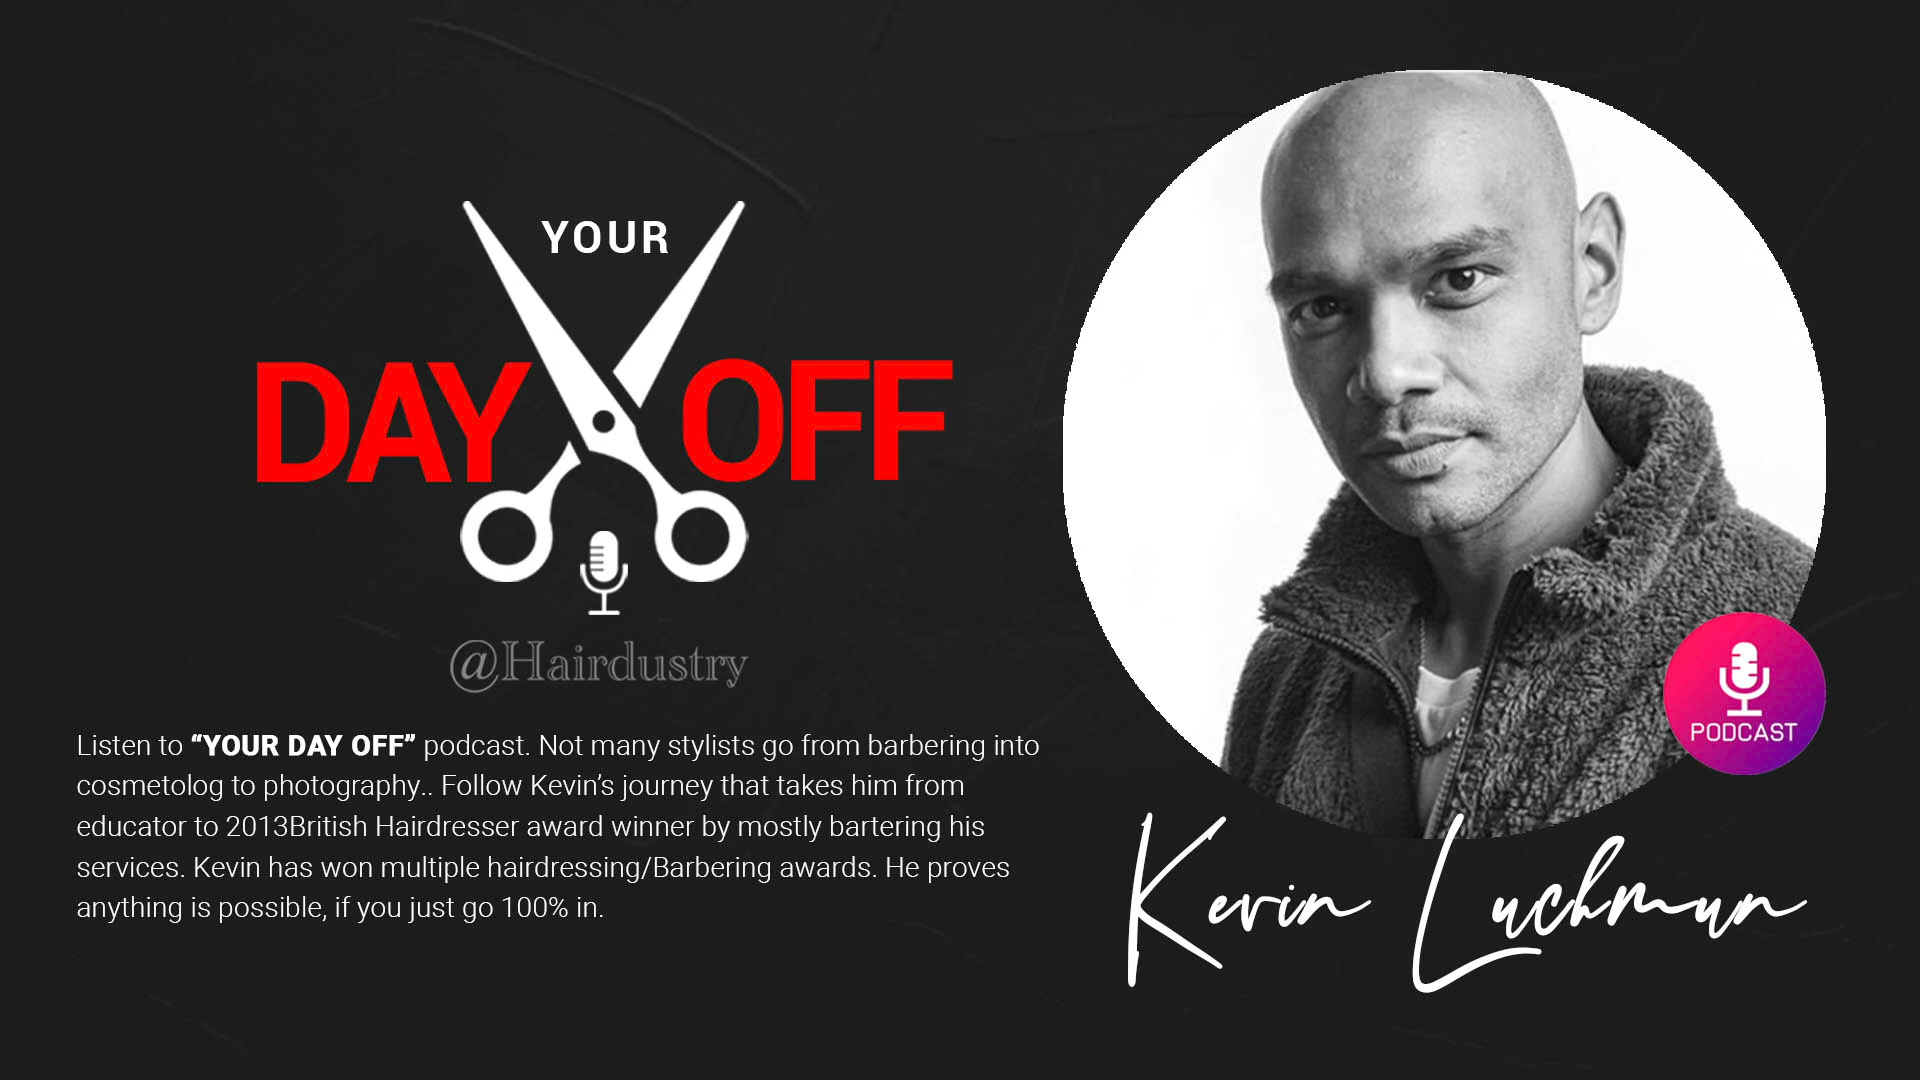 YOUR
DAY OFF
@Hairdustry
Listen to “YOUR DAY OFF” podcast. Not many stylists go from barbering into
cosmetolog to photography.. Follow Kevin’s journey that takes him from
educator to 2013British Hairdresser award winner by mostly bartering his
services. Kevin has won multiple hairdressing/Barbering awards. He proves
anything is possible, if you just go 100% in.
PODCAST
Kevin Luchmun